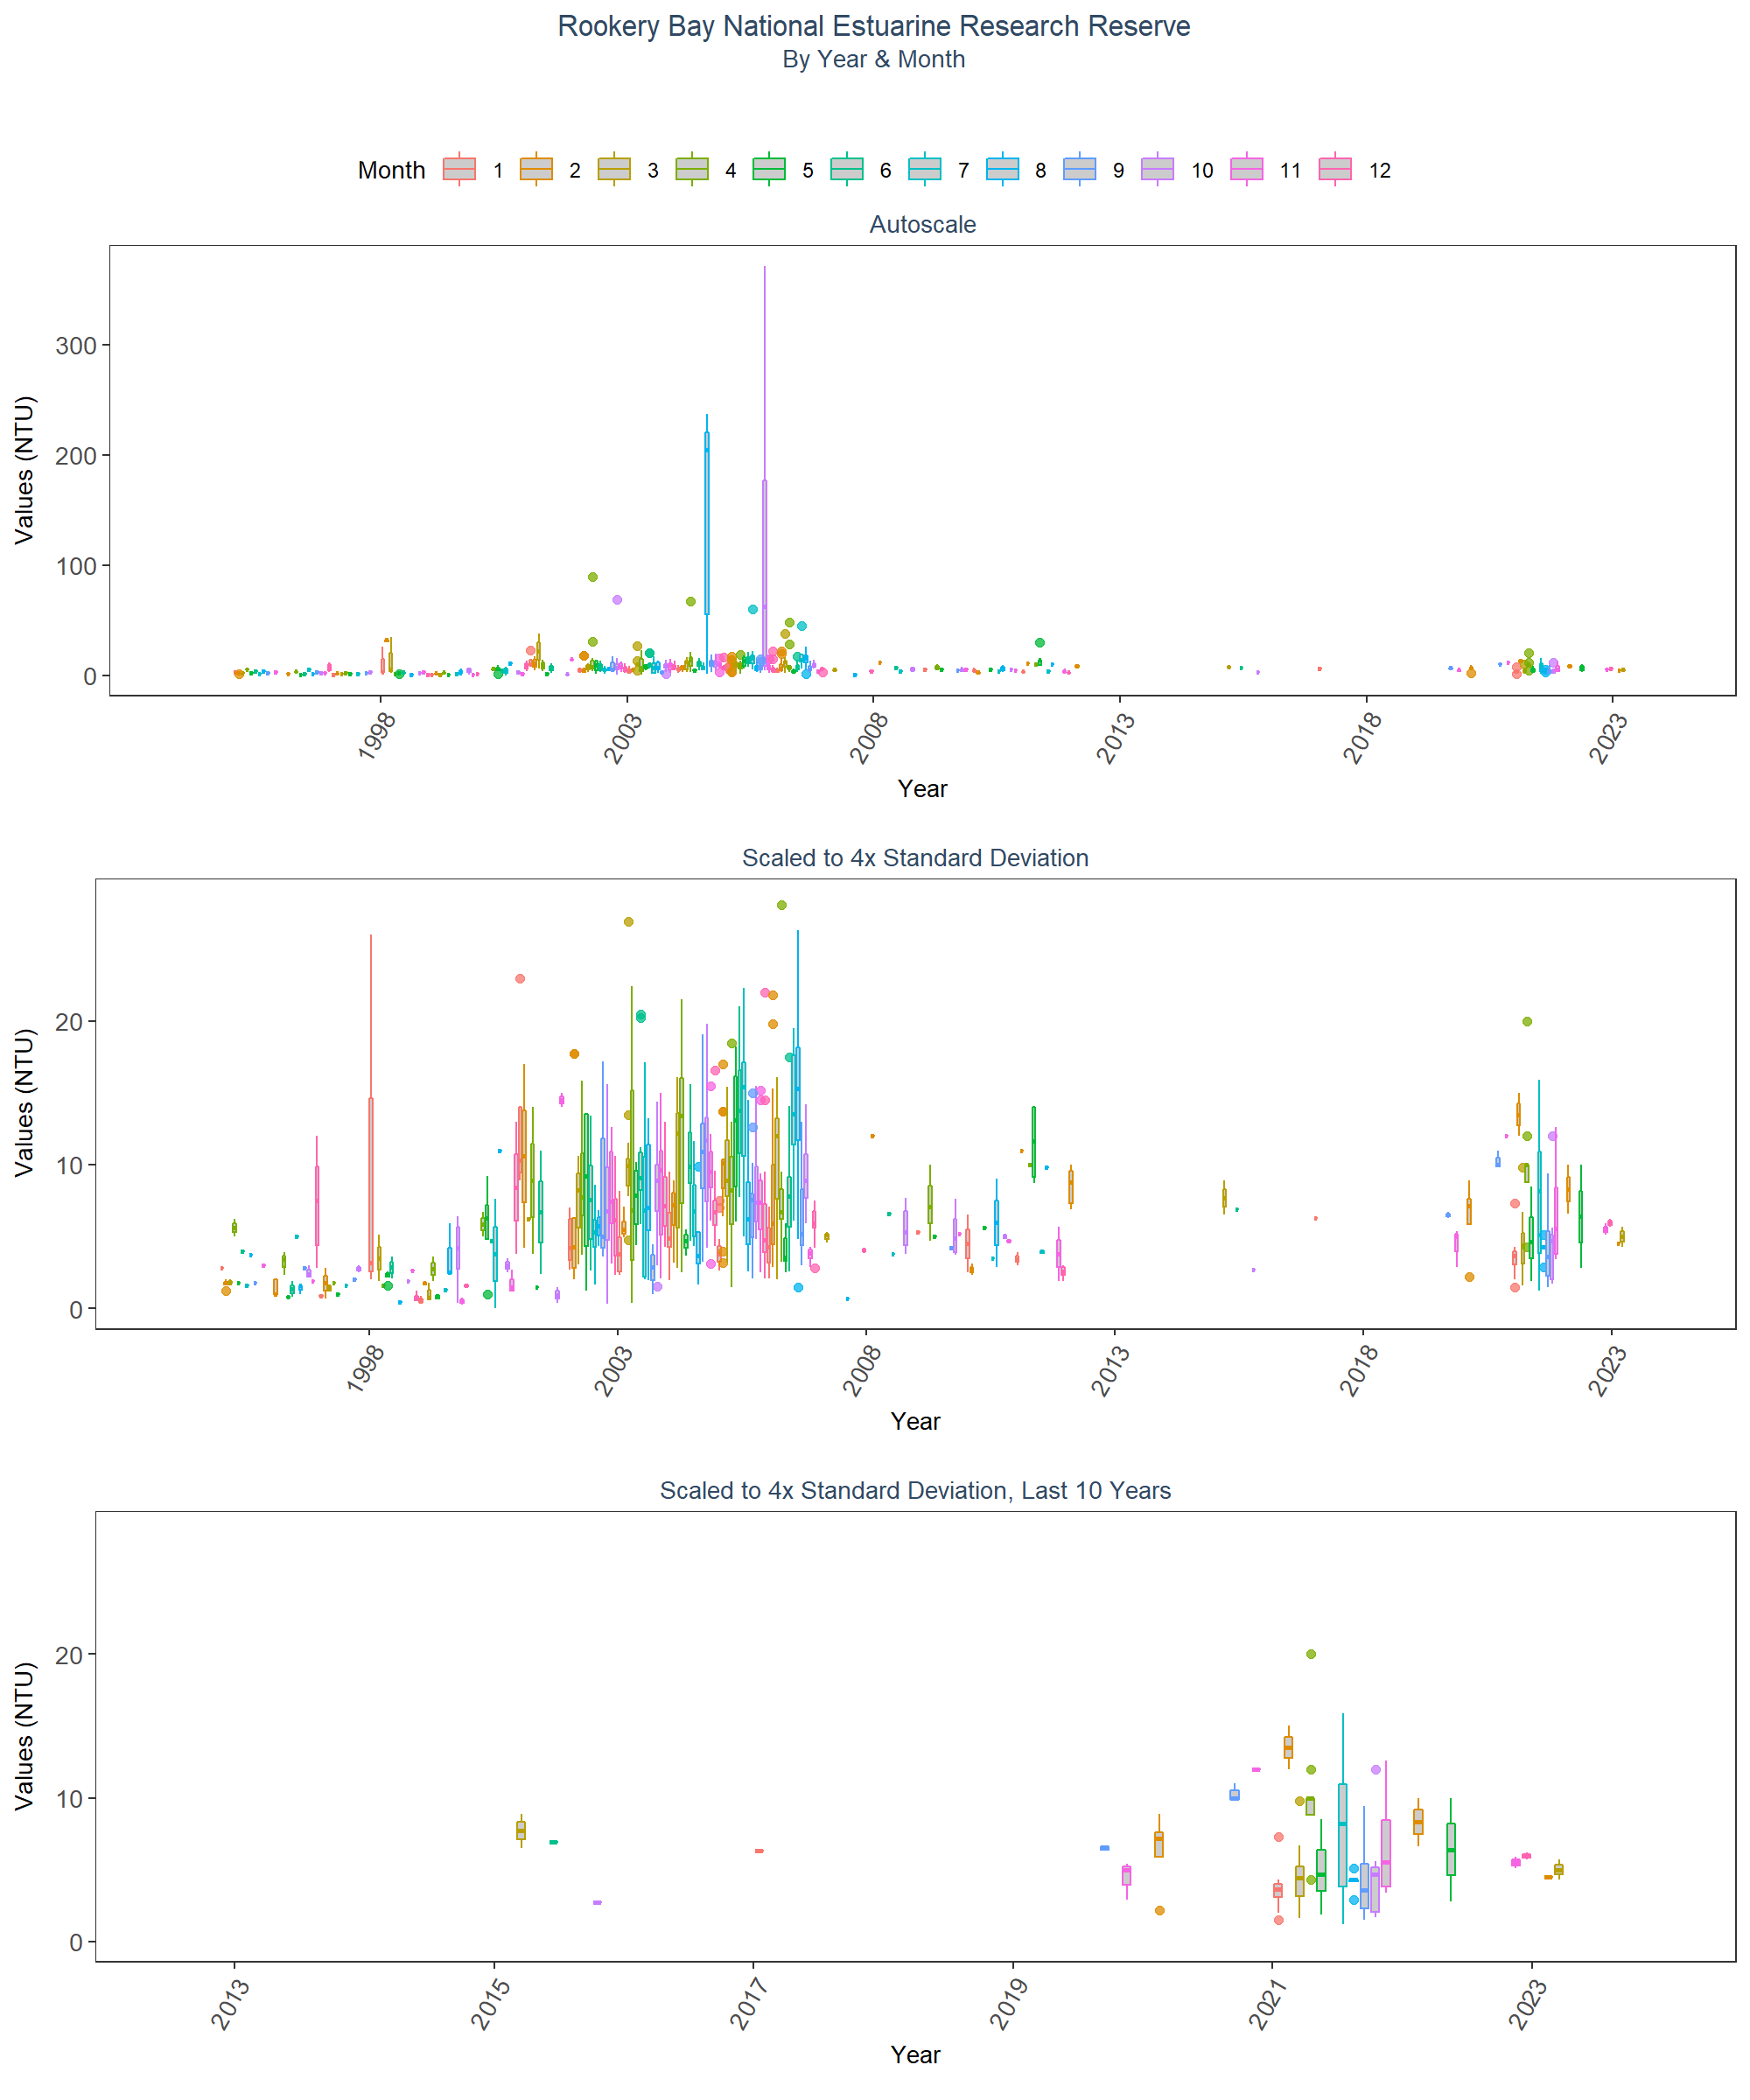 Rookery Bay National Estuarine Research Reserve
By Year & Month
Month 1 2 3 4 5 6 7 8 9 10 11 12
Autoscale
Values (NTU)
300
200
100
0
1998 2003 2008 2013 2018 2023
Year
Scaled to 4x Standard Deviation
Values (NTU)
20
10
0
1998 2003 2008 2013 2018 2023
Year
Scaled to 4x Standard Deviation, Last 10 Years
Values (NTU)
20
10
0
2013 2015 2017 2019 2021 2023
Year